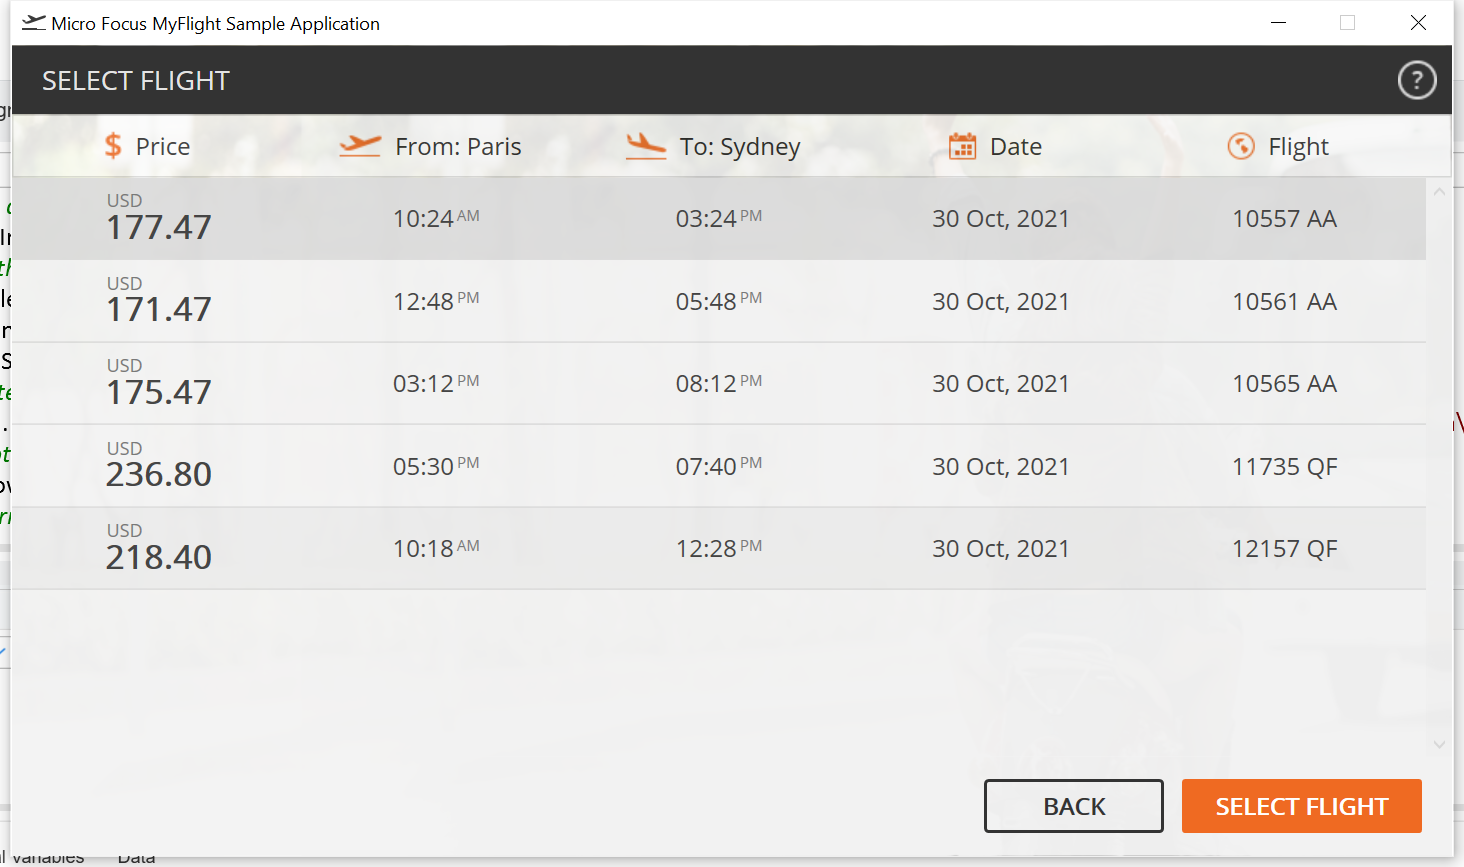 Micro Focus MyFlight Sample Application
SELECT FLIGHT
?
$ Price From: Paris To: Sydney Date Flight
USD
177.47 10:24 AM 03:24 PM 30 Oct, 2021 10557 AA
USD
171.47 12:48 PM 05:48 PM 30 Oct, 2021 10561 AA
USD
175.47 03:12 PM 08:12 PM 30 Oct, 2021 10565 AA
USD
236.80 05:30 PM 07:40 PM 30 Oct, 2021 11735 QF
USD
218.40 10:18 AM 12:28 PM 30 Oct, 2021 12157 QF
BACK SELECT FLIGHT
Variables Data